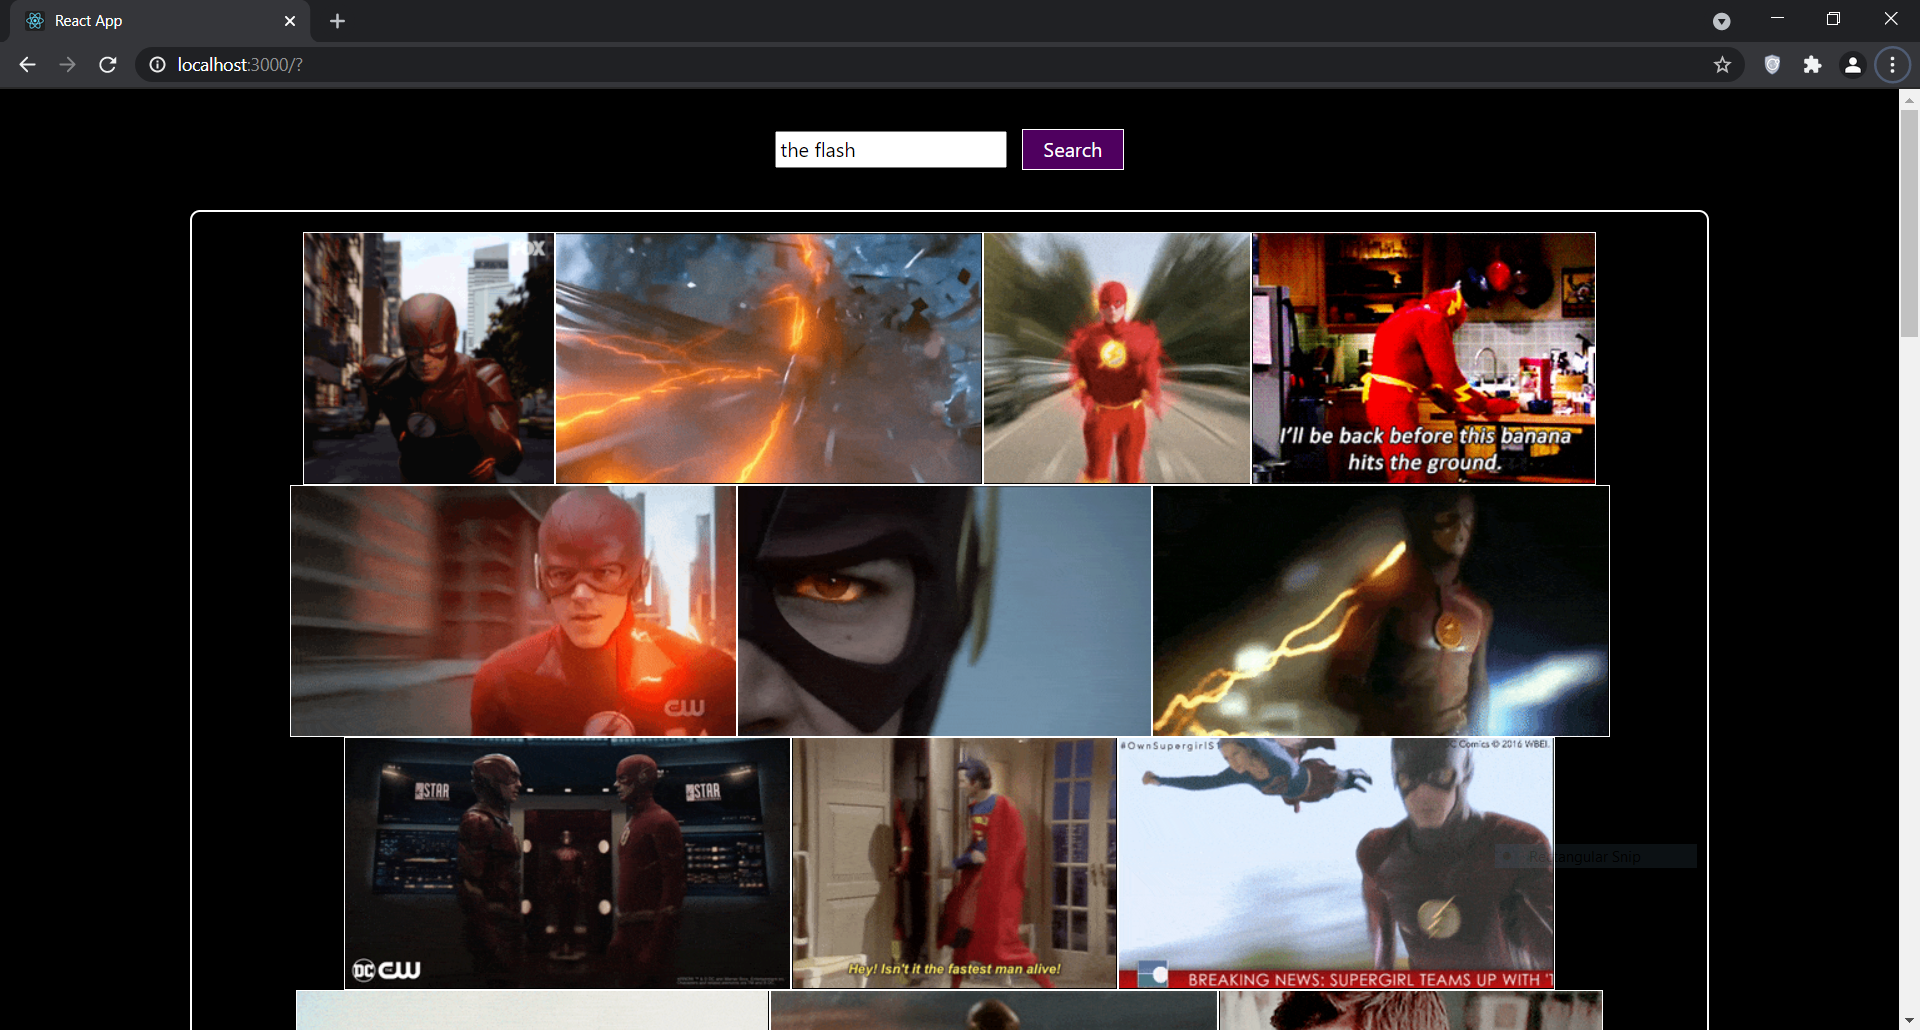 React App
localhost:3000/?
the flash
Search
FOX
I'll be back before this banana
hits the ground.
CW
STAR
STAR
DC CW
Hey! Isn't it the fastest man alive!
#OwnSupergirlS
C Comics © 2016 WBEI.
BREAKING NEWS: SUPERGIRL TEAMS UP WITH 'T
Rectangular Snip